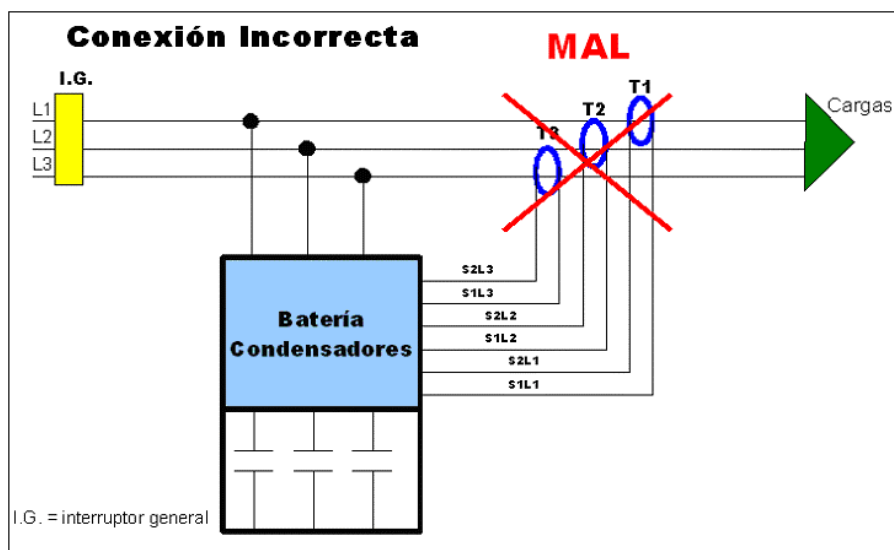 Conexión Incorrecta
MAL
I.G.
T1
T2
T3
L1
L2
L3
Cargas
S2L3
S1L3
S2L2
S1L2
S2L1
S1L1
Batería
Condensadores
I.G. = interruptor general